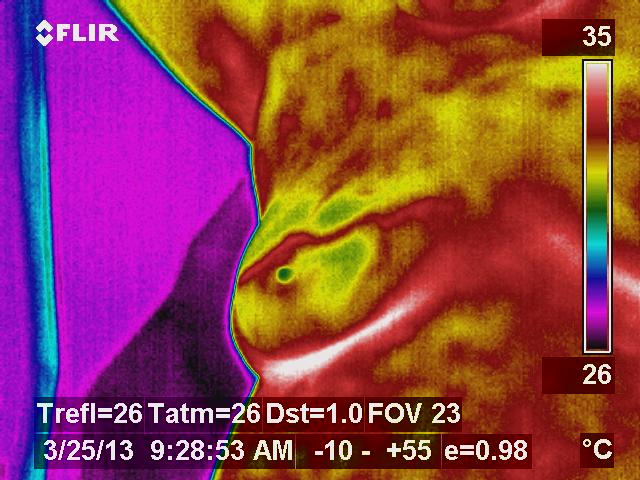 FLIR
35
26
Trefl=26 Tatm=26 Dst=1.0 FOV 23
3/25/13 9:28:53 AM -10 - +55 e=0.98 °C